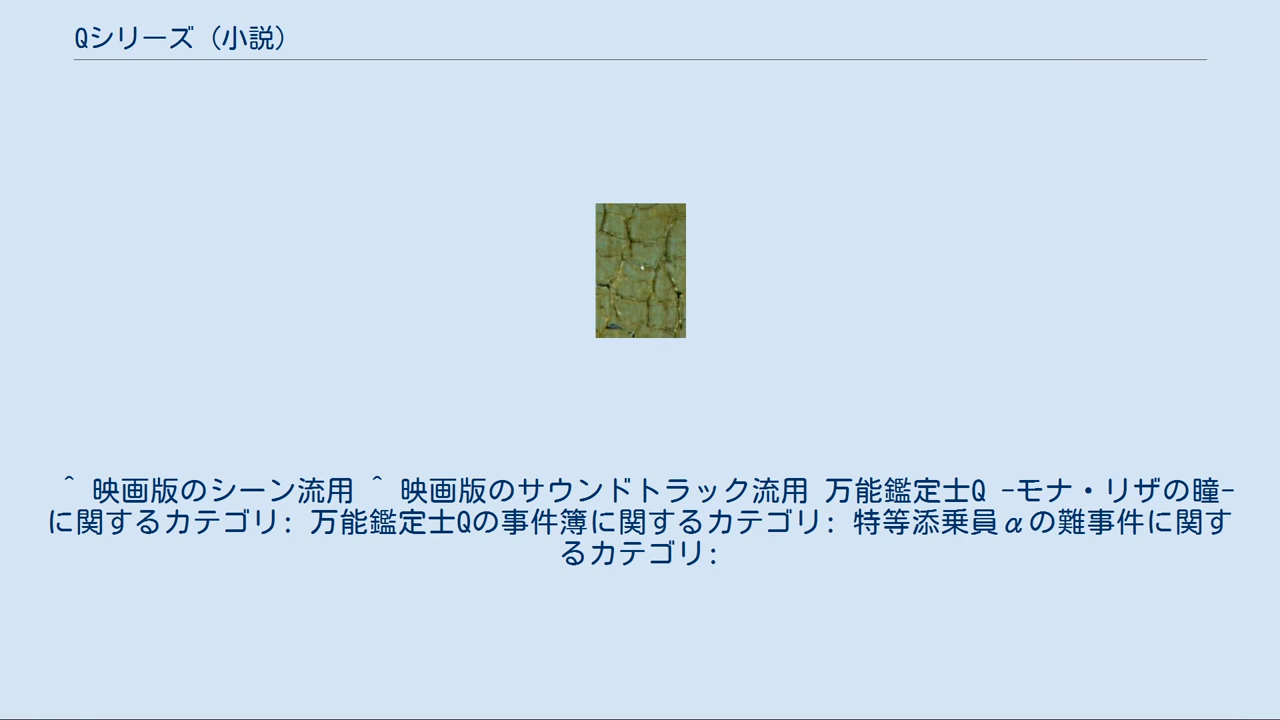 Qシリーズ（小説）
^ 映画版のシーン流用 ^ 映画版のサウンドトラック流用 万能鑑定士Q -モナ・リザの瞳-
に関するカテゴリ: 万能鑑定士Qの事件簿に関するカテゴリ: 特等添乗員αの難事件に関す
るカテゴリ: